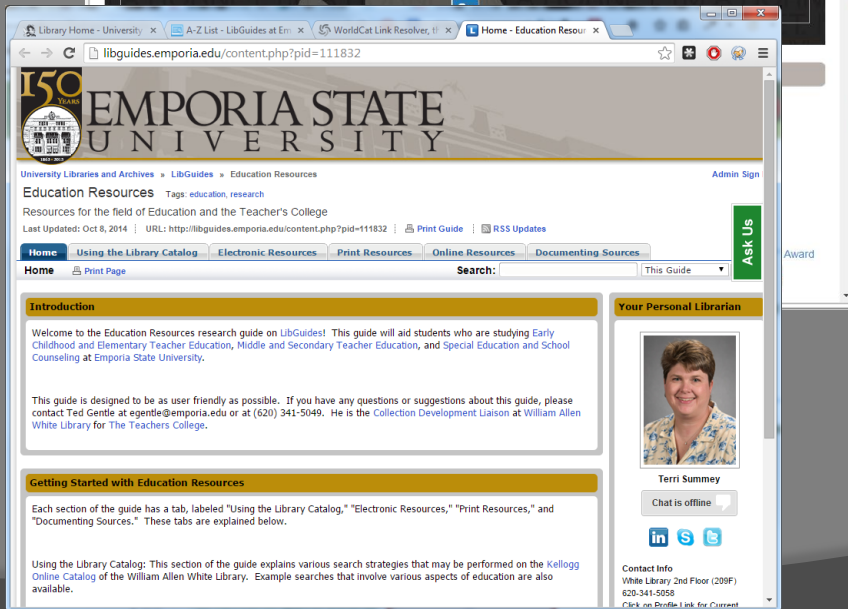 Library Home - University
A-Z List - LibGuides at Em
WorldCat Link Resolver, th
Home - Education Resour
libguides.emporia.edu/content.php?pid=111832
150
YEARS
EMPORIA STATE
UNIVERSITY
1863 - 2013
University Libraries and Archives » LibGuides » Education Resources
Admin Sign
Education Resources Tags: education, research
Resources for the field of Education and the Teacher's College
Last Updated: Oct 8, 2014 URL: http://libguides.emporia.edu/content.php?pid=111832 Print Guide RSS Updates
Ask Us
Award
Home Using the Library Catalog Electronic Resources Print Resources Online Resources Documenting Sources
Home Print Page Search: This Guide
Introduction
Welcome to the Education Resources research guide on LibGuides! This guide will aid students who are studying Early
Childhood and Elementary Teacher Education, Middle and Secondary Teacher Education, and Special Education and School
Counseling at Emporia State University.
This guide is designed to be as user friendly as possible. If you have any questions or suggestions about this guide, please
contact Ted Gentle at egentle@emporia.edu or at (620) 341-5049. He is the Collection Development Liaison at William Allen
White Library for The Teachers College.
Getting Started with Education Resources
Each section of the guide has a tab, labeled "Using the Library Catalog," "Electronic Resources," "Print Resources," and
"Documenting Sources." These tabs are explained below.
Using the Library Catalog: This section of the guide explains various search strategies that may be performed on the Kellogg
Online Catalog of the William Allen White Library. Example searches that involve various aspects of education are also
available.
Your Personal Librarian
Terri Summey
Chat is offline
Contact Info
White Library 2nd Floor (209F)
620-341-5058
Click on Profile Link for Current